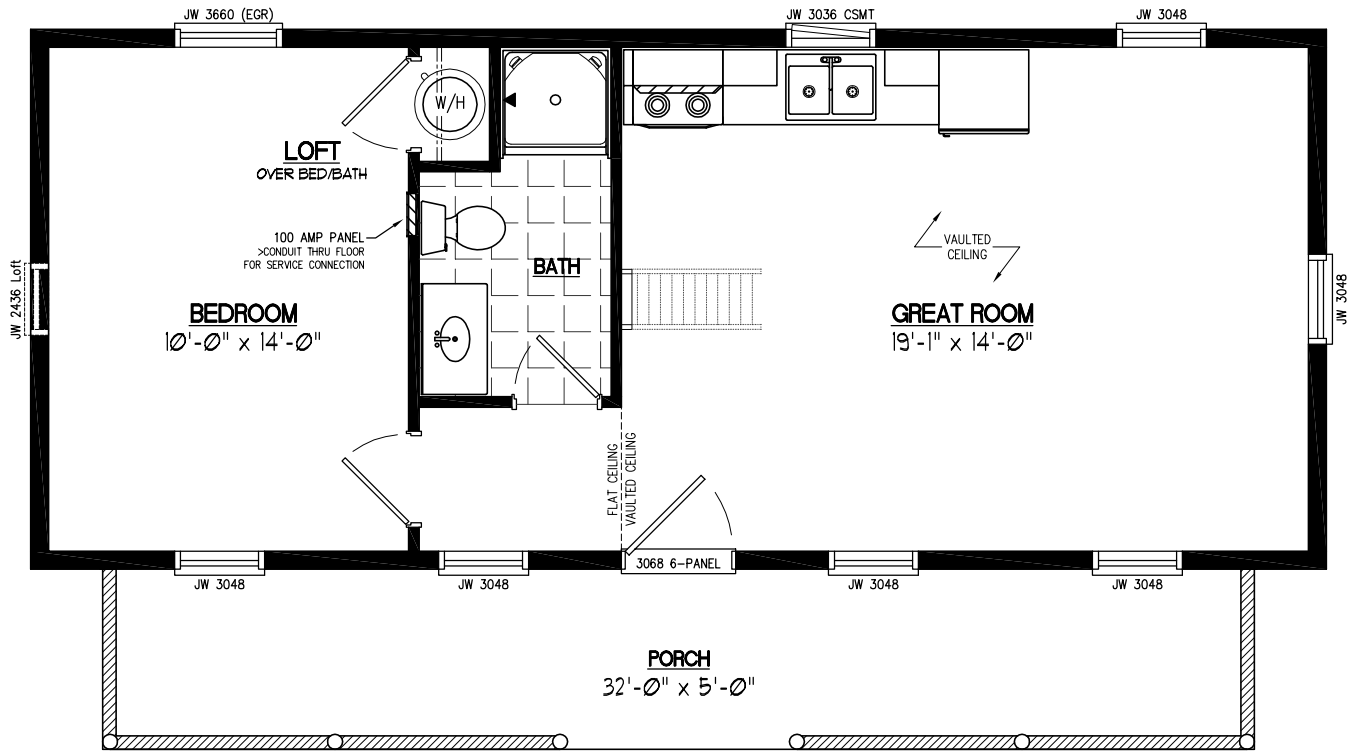 JW 3660 (EGR)
JW 3036 CSMT
JW 3048
W/H
LOFT
OVER BED/BATH
100 AMP PANEL
>CONDUIT THRU FLOOR
FOR SERVICE CONNECTION
VAULTED
CEILING
BATH
JW 2436 Loft
BEDROOM
10'-0" x 14'-0"
GREAT ROOM
19'-1" x 14'-0"
JW 3048
FLAT CEILING
VAULTED CEILING
3068 6-PANEL
JW 3048
JW 3048
JW 3048
JW 3048
PORCH
32'-0" x 5'-0"